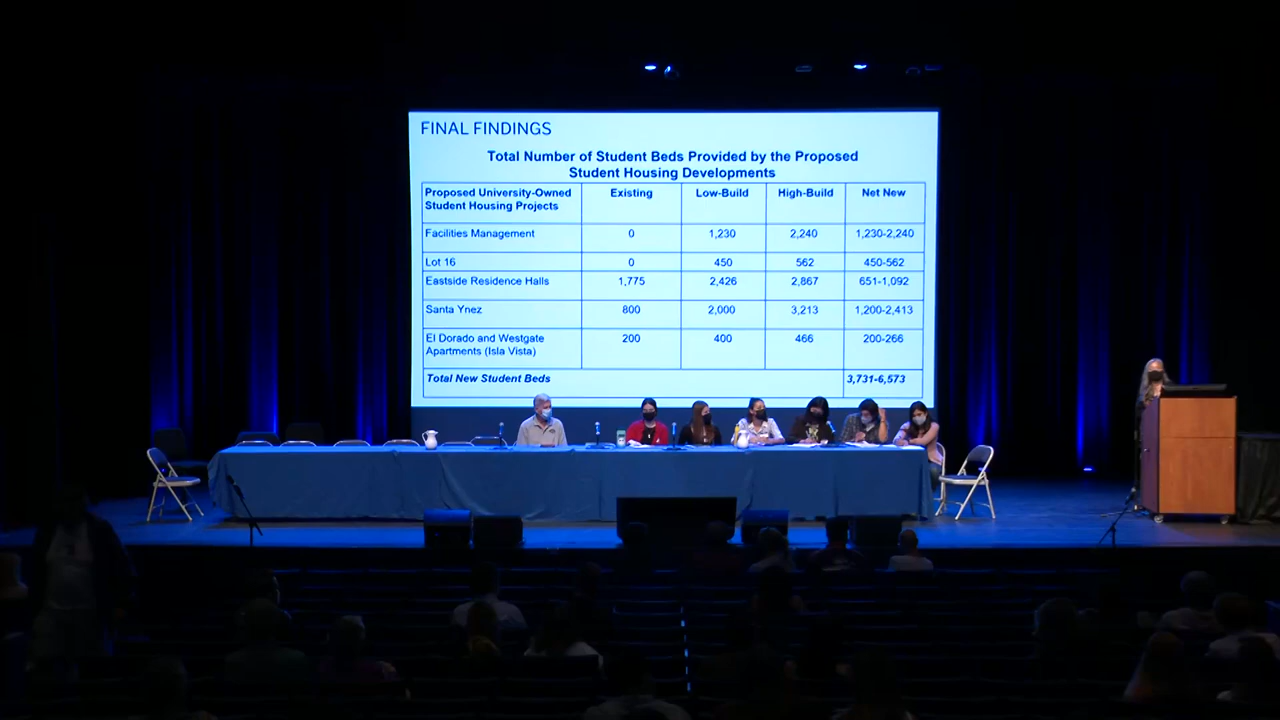 FINAL FINDINGS
Total Number of Student Beds Provided by the Proposed
Student Housing Developments
Proposed University-Owned Student Housing Projects Existing Low-Build High-Build Net New
Facilities Management 0 1,230 2,240 1,230-2,240
Lot 16 0 450 562 450-562
Eastside Residence Halls 1,775 2,426 2,867 651-1,092
Santa Ynez 800 2,000 3,213 1,200-2,413
El Dorado and Westgate Apartments (Isla Vista) 200 400 466 200-266
Total New Student Beds 3,731-6,573